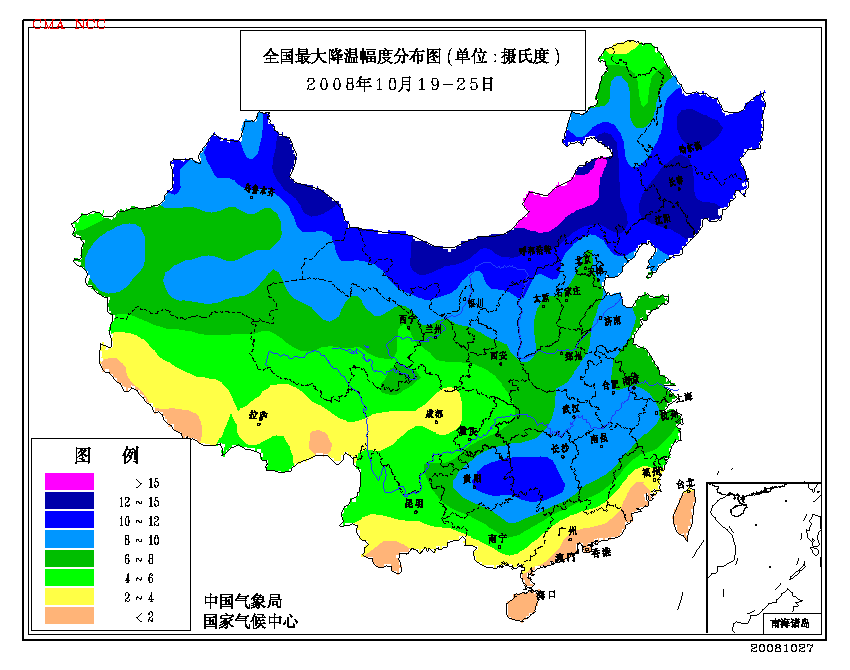 CMA NCC
全国最大降温幅度分布图(单位:摄氏度)
2008年10月19-25日
哈尔滨
长春
沈阳
乌鲁木齐
呼和浩特
北京
天津
银川
太原
石家庄
济南
西宁
兰州
西安
郑州
合肥
南京
上海
杭州
武汉
拉萨
成都
重庆
长沙
南昌
贵阳
福州
台北
昆明
南宁
广州
澳门
香港
海口
图 例
> 15
12 ~ 15
10 ~ 12
8 ~ 10
6 ~ 8
4 ~ 6
2 ~ 4
< 2
中国气象局
国家气候中心
南海诸岛
20081027